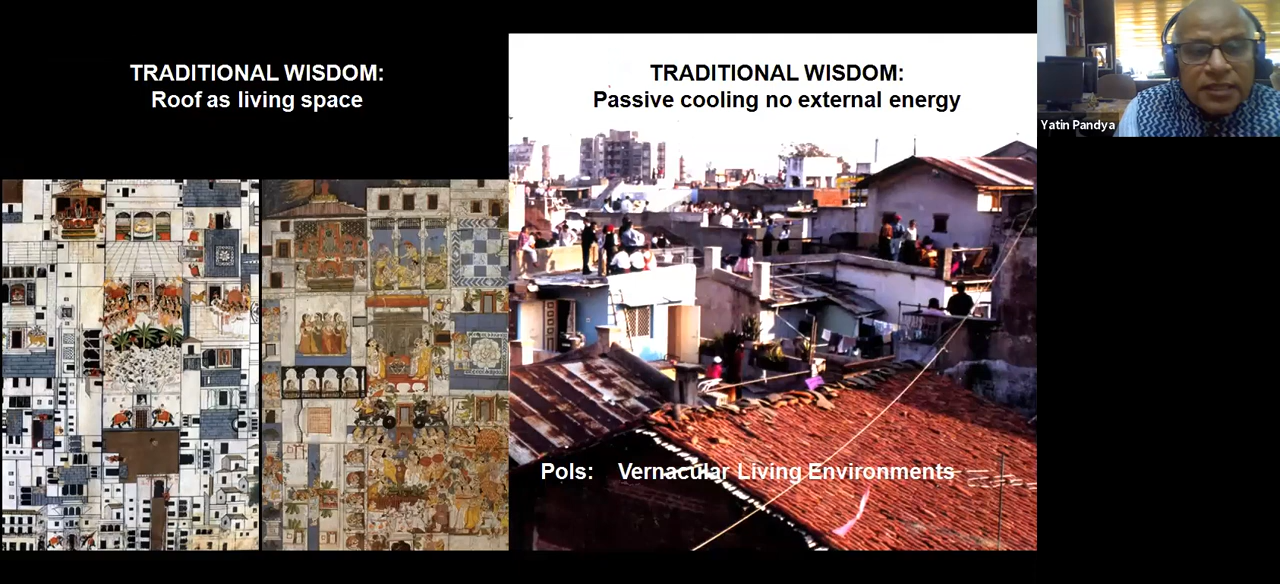 TRADITIONAL WISDOM:
Roof as living space
TRADITIONAL WISDOM:
Passive cooling no external energy
Pols: Vernacular Living Environments
Yatin Pandya